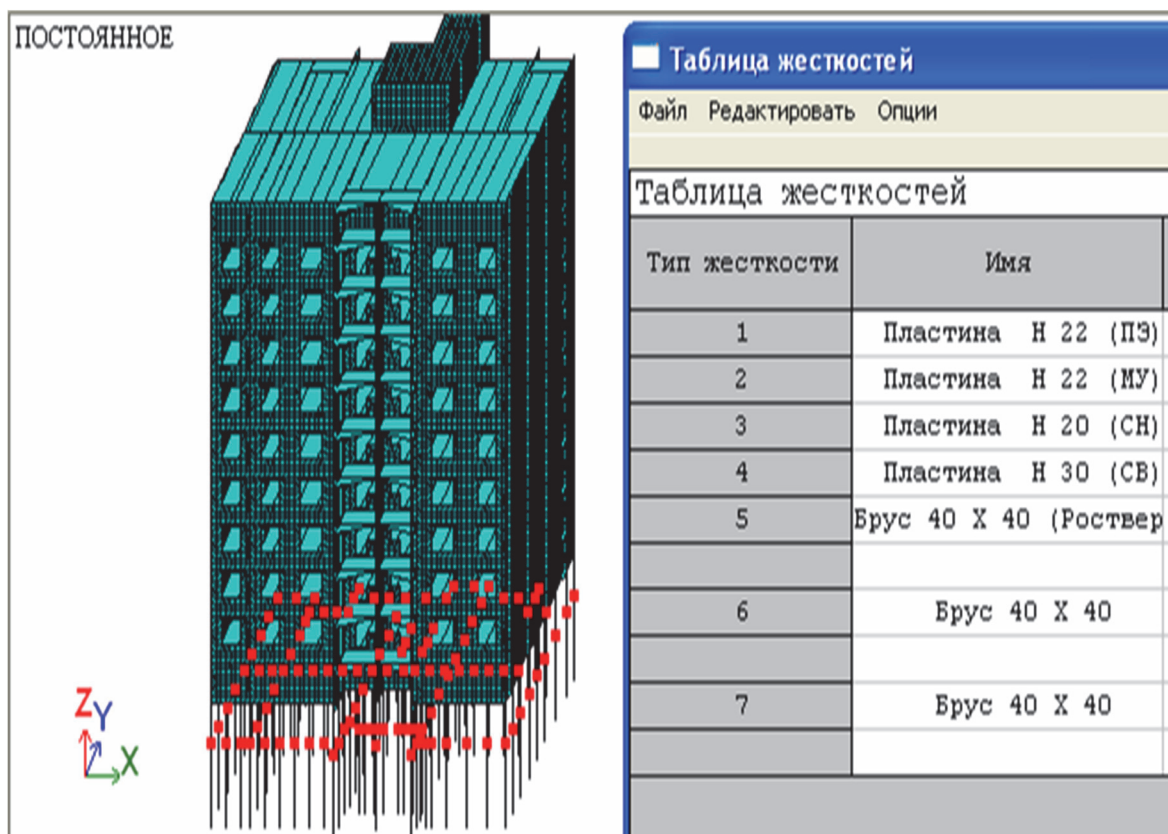 ПОСТОЯННОЕ
Z
Y
X
Таблица жесткостей
Файл Редактировать Опции
Таблица жесткостей
Тип жесткости Имя
1 Пластина Н 22 (ПЭ)
2 Пластина Н 22 (МУ)
3 Пластина Н 20 (СН)
4 Пластина Н 30 (СВ)
5 Брус 40 Х 40 (Роствер
6 Брус 40 Х 40
7 Брус 40 Х 40